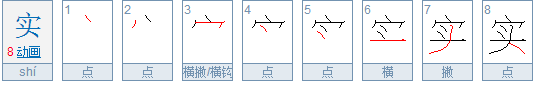 实 1 2 3 4 5 6 7 8
8 动画
shí 点 点 横撇/横钩 点 点 横 撇 点